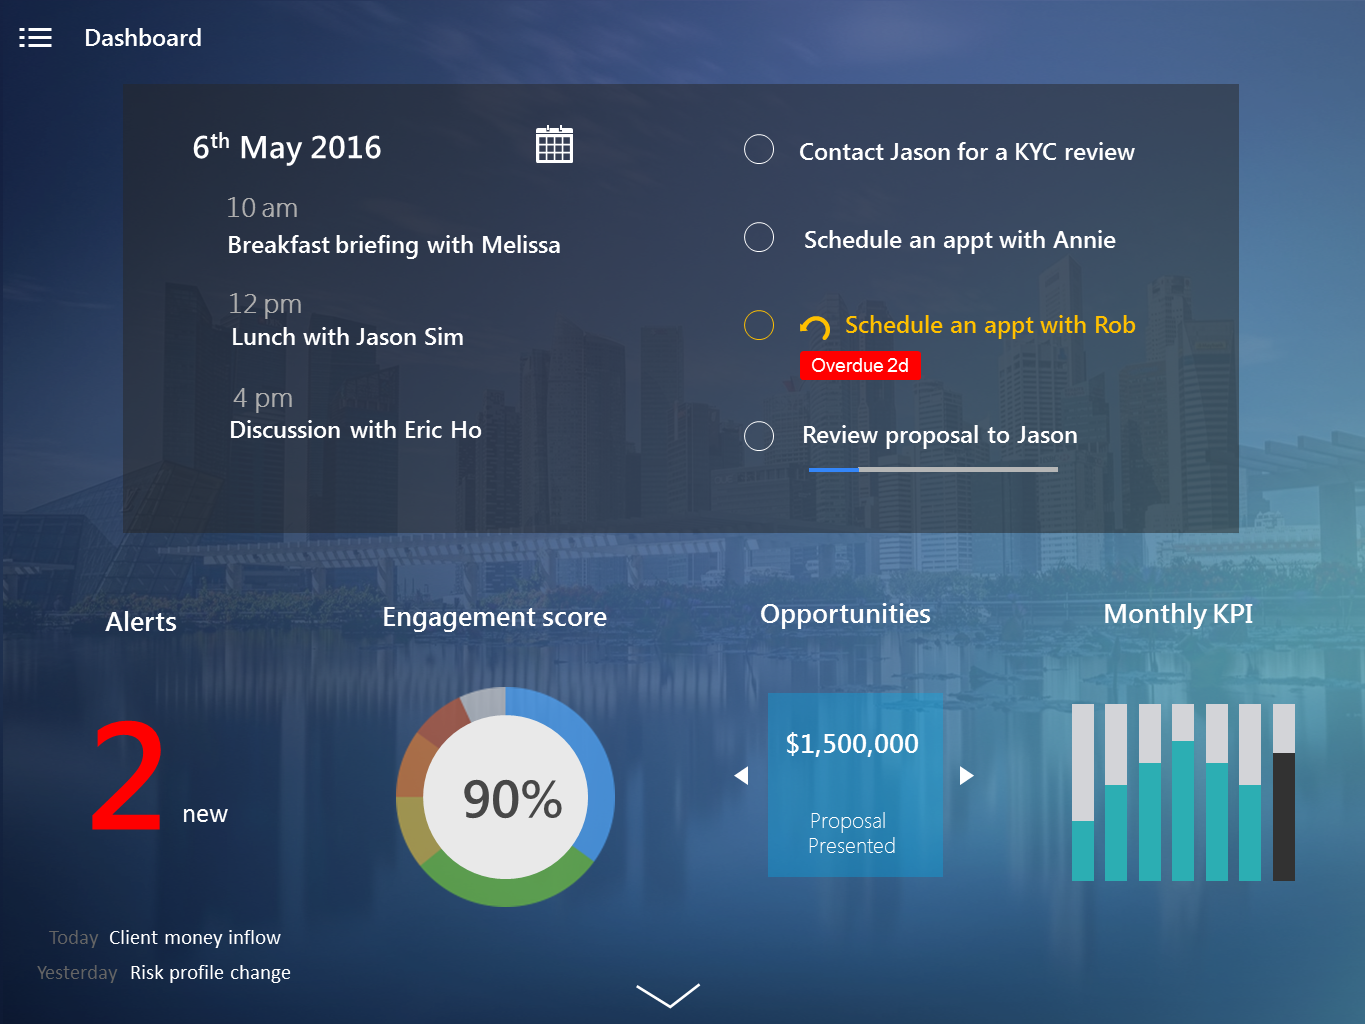 Dashboard
6th May 2016
10 am
Breakfast briefing with Melissa
12 pm
Lunch with Jason Sim
4 pm
Discussion with Eric Ho
Contact Jason for a KYC review
Schedule an appt with Annie
Schedule an appt with Rob
Overdue 2d
Review proposal to Jason
Alerts
2 new
Today Client money inflow
Yesterday Risk profile change
Engagement score
90%
Opportunities
$1,500,000
Proposal
Presented
Monthly KPI